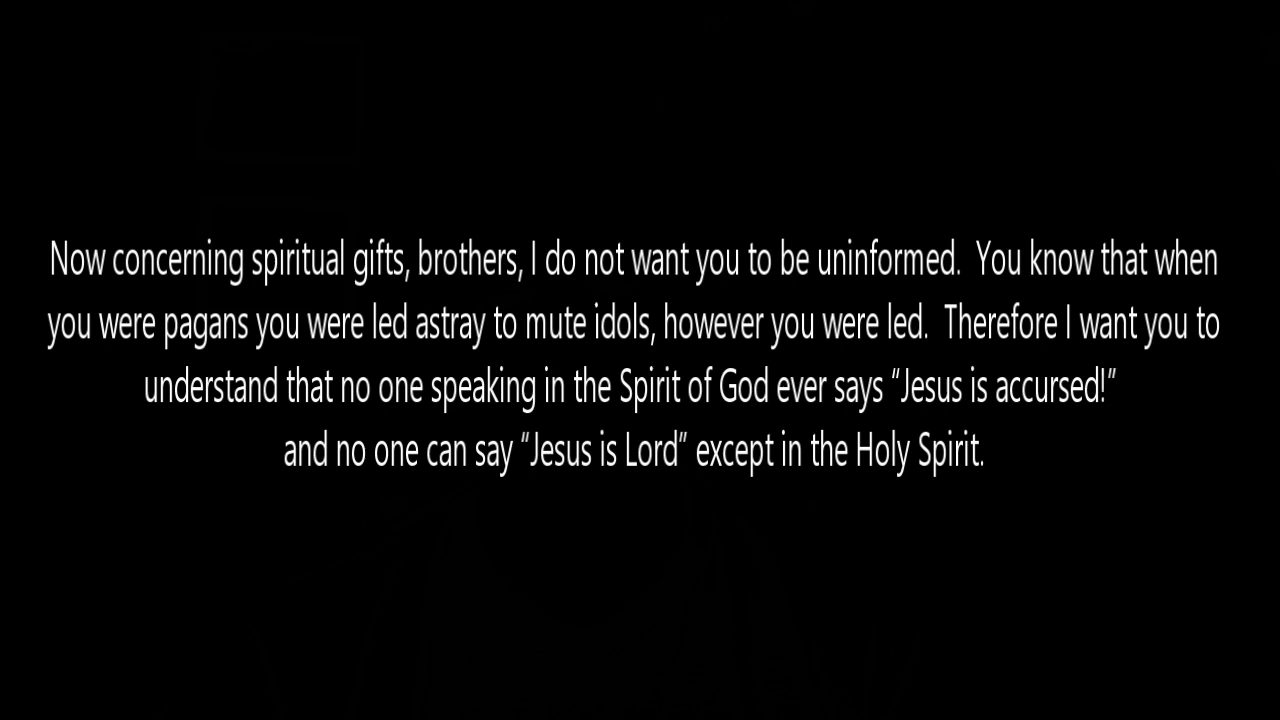 Now concerning spiritual gifts, brothers, I do not want you to be uninformed.  You know that when
you were pagans you were led astray to mute idols, however you were led.  Therefore I want you to
understand that no one speaking in the Spirit of God ever says “Jesus is accursed!”
and no one can say “Jesus is Lord” except in the Holy Spirit.